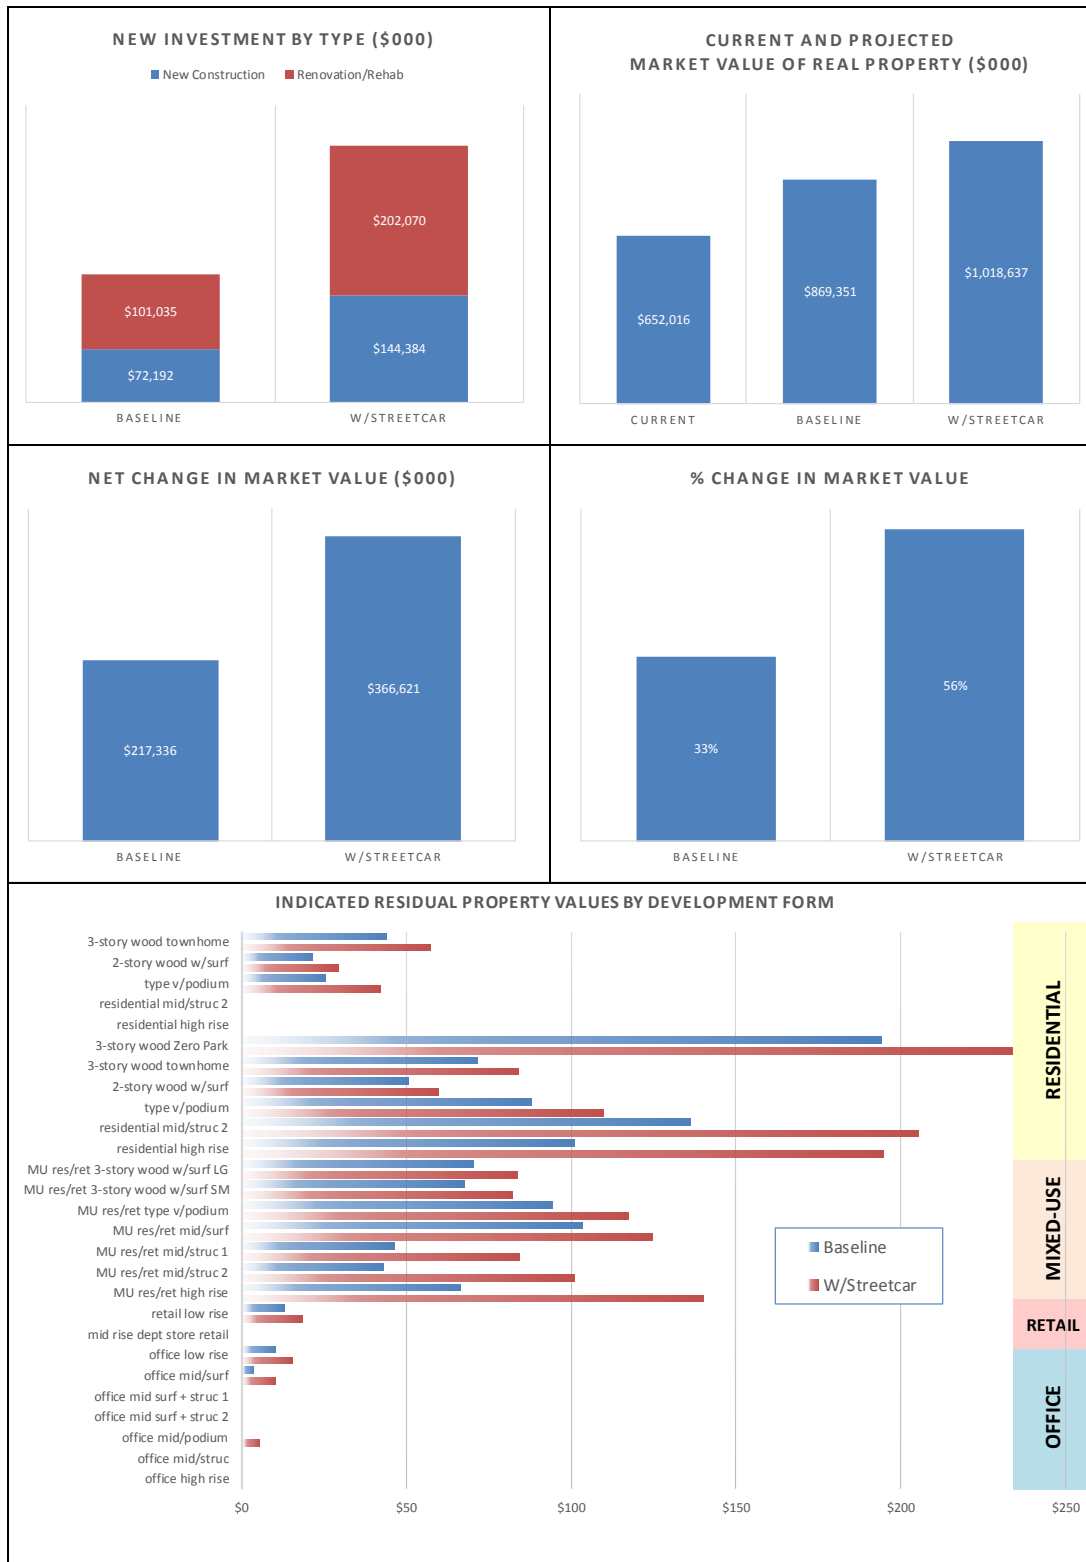 NEW INVESTMENT BY TYPE ($000)
New Construction Renovation/Rehab
$202,070
$101,035
$144,384
$72,192
BASELINE W/STREETCAR
CURRENT AND PROJECTED
MARKET VALUE OF REAL PROPERTY ($000)
$1,018,637
$869,351
$652,016
CURRENT BASELINE W/STREETCAR
NET CHANGE IN MARKET VALUE ($000)
$366,621
$217,336
BASELINE W/STREETCAR
% CHANGE IN MARKET VALUE
56%
33%
BASELINE W/STREETCAR
INDICATED RESIDUAL PROPERTY VALUES BY DEVELOPMENT FORM
3-story wood townhome
2-story wood w/surf
type v/podium
residential mid/struc 2
residential high rise
3-story wood Zero Park
3-story wood townhome
2-story wood w/surf
type v/podium
residential mid/struc 2
residential high rise
MU res/ret 3-story wood w/surf LG
MU res/ret 3-story wood w/surf SM
MU res/ret type v/podium
MU res/ret mid/surf
MU res/ret mid/struc 1
MU res/ret mid/struc 2
MU res/ret high rise
retail low rise
mid rise dept store retail
office low rise
office mid/surf
office mid surf + struc 1
office mid surf + struc 2
office mid/podium
office mid/struc
office high rise
$0 $50 $100 $150 $200 $250
Baseline
W/Streetcar
RESIDENTIAL
MIXED-USE
RETAIL
OFFICE